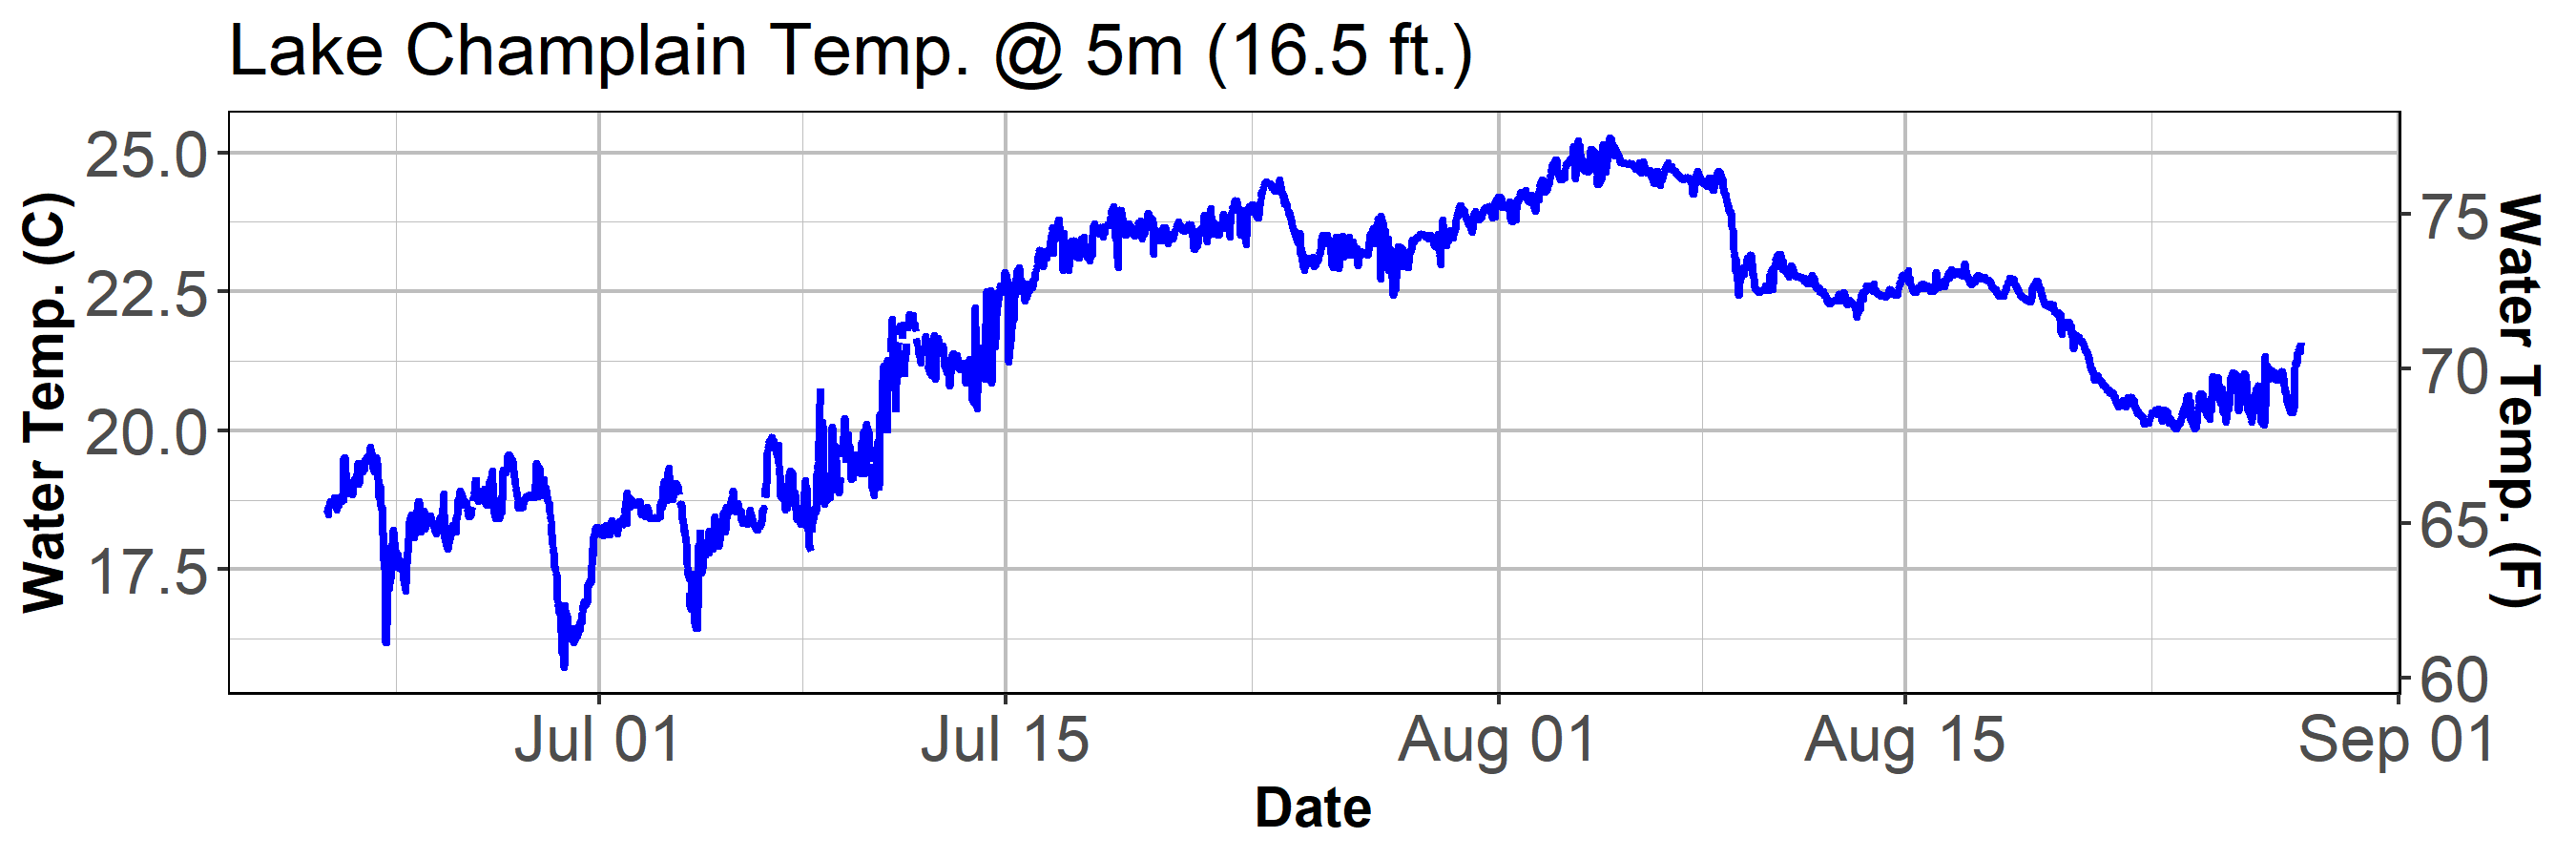 Lake Champlain Temp. @ 5m (16.5 ft.)
Water Temp. (C)
25.0
22.5
20.0
17.5
75
70
65
60
Water Temp. (F)
Jul 01 Jul 15 Aug 01 Aug 15 Sep 01
Date